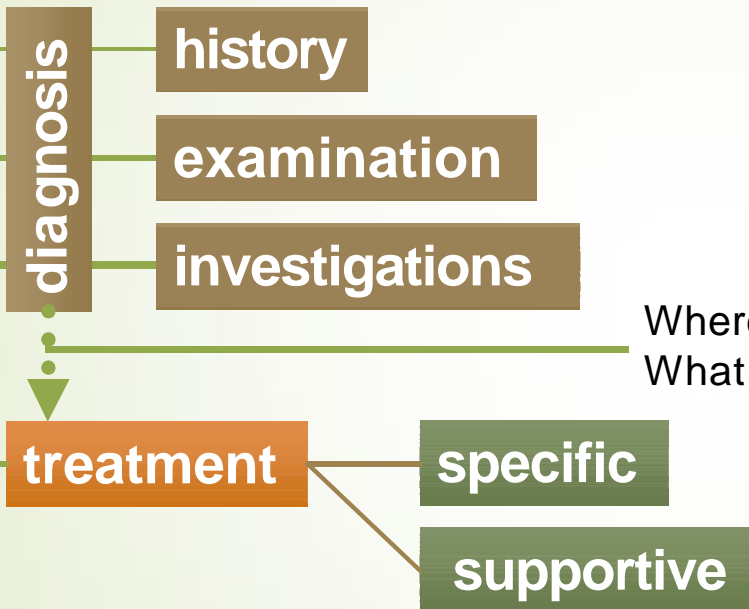 diagnosis
history
examination
investigations
Where
What
treatment
specific
supportive